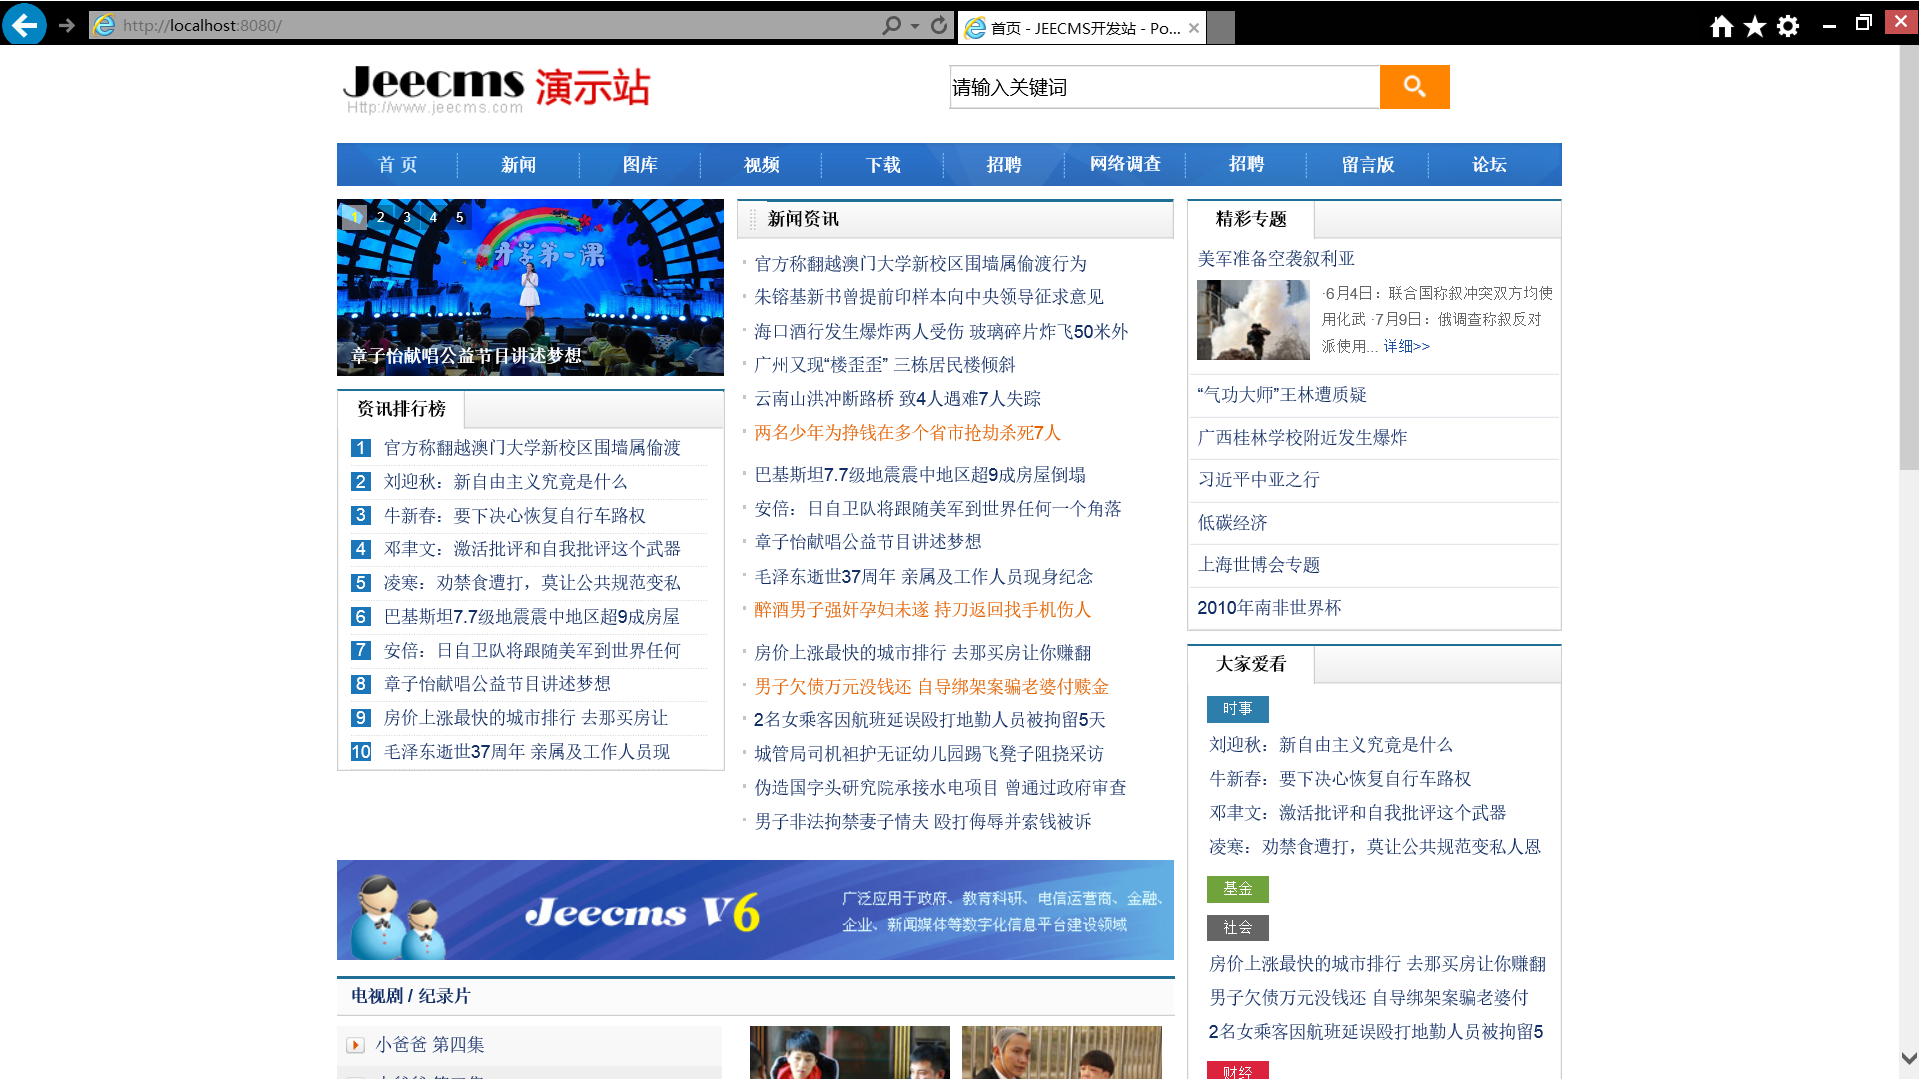 http://localhost:8080/
首页 - JEECMS开发站 - Po...
Jeecms 演示站
Http://www.jeecms.com
请输入关键词
首 页
新闻
图库
视频
下载
招聘
网络调查
招聘
留言版
论坛
1 2 3 4 5
开学第一课
章子怡献唱公益节目讲述梦想
资讯排行榜
1 官方称翻越澳门大学新校区围墙属偷渡
2 刘迎秋：新自由主义究竟是什么
3 牛新春：要下决心恢复自行车路权
4 邓聿文：激活批评和自我批评这个武器
5 凌寒：劝禁食遭打，莫让公共规范变私
6 巴基斯坦7.7级地震震中地区超9成房屋
7 安倍：日自卫队将跟随美军到世界任何
8 章子怡献唱公益节目讲述梦想
9 房价上涨最快的城市排行 去那买房让
10 毛泽东逝世37周年 亲属及工作人员现
新闻资讯
官方称翻越澳门大学新校区围墙属偷渡行为
朱镕基新书曾提前印样本向中央领导征求意见
海口酒行发生爆炸两人受伤 玻璃碎片炸飞50米外
广州又现“楼歪歪” 三栋居民楼倾斜
云南山洪冲断路桥 致4人遇难7人失踪
两名少年为挣钱在多个省市抢劫杀死7人
巴基斯坦7.7级地震震中地区超9成房屋倒塌
安倍：日自卫队将跟随美军到世界任何一个角落
章子怡献唱公益节目讲述梦想
毛泽东逝世37周年 亲属及工作人员现身纪念
醉酒男子强奸孕妇未遂 持刀返回找手机伤人
房价上涨最快的城市排行 去那买房让你赚翻
男子欠债万元没钱还 自导绑架案骗老婆付赎金
2名女乘客因航班延误殴打地勤人员被拘留5天
城管局司机袒护无证幼儿园踢飞凳子阻挠采访
伪造国字头研究院承接水电项目 曾通过政府审查
男子非法拘禁妻子情夫 殴打侮辱并索钱被诉
精彩专题
美军准备空袭叙利亚
·6月4日：联合国称叙冲突双方均使
用化武 ·7月9日：俄调查称叙反对
派使用... 详细>>
“气功大师”王林遭质疑
广西桂林学校附近发生爆炸
习近平中亚之行
低碳经济
上海世博会专题
2010年南非世界杯
大家爱看
时事
刘迎秋：新自由主义究竟是什么
牛新春：要下决心恢复自行车路权
邓聿文：激活批评和自我批评这个武器
凌寒：劝禁食遭打，莫让公共规范变私人恩
基金
社会
房价上涨最快的城市排行 去那买房让你赚翻
男子欠债万元没钱还 自导绑架案骗老婆付
2名女乘客因航班延误殴打地勤人员被拘留5
财经
Jeecms V6
广泛应用于政府、教育科研、电信运营商、金融、
企业、新闻媒体等数字化信息平台建设领域
电视剧 / 纪录片
小爸爸 第四集